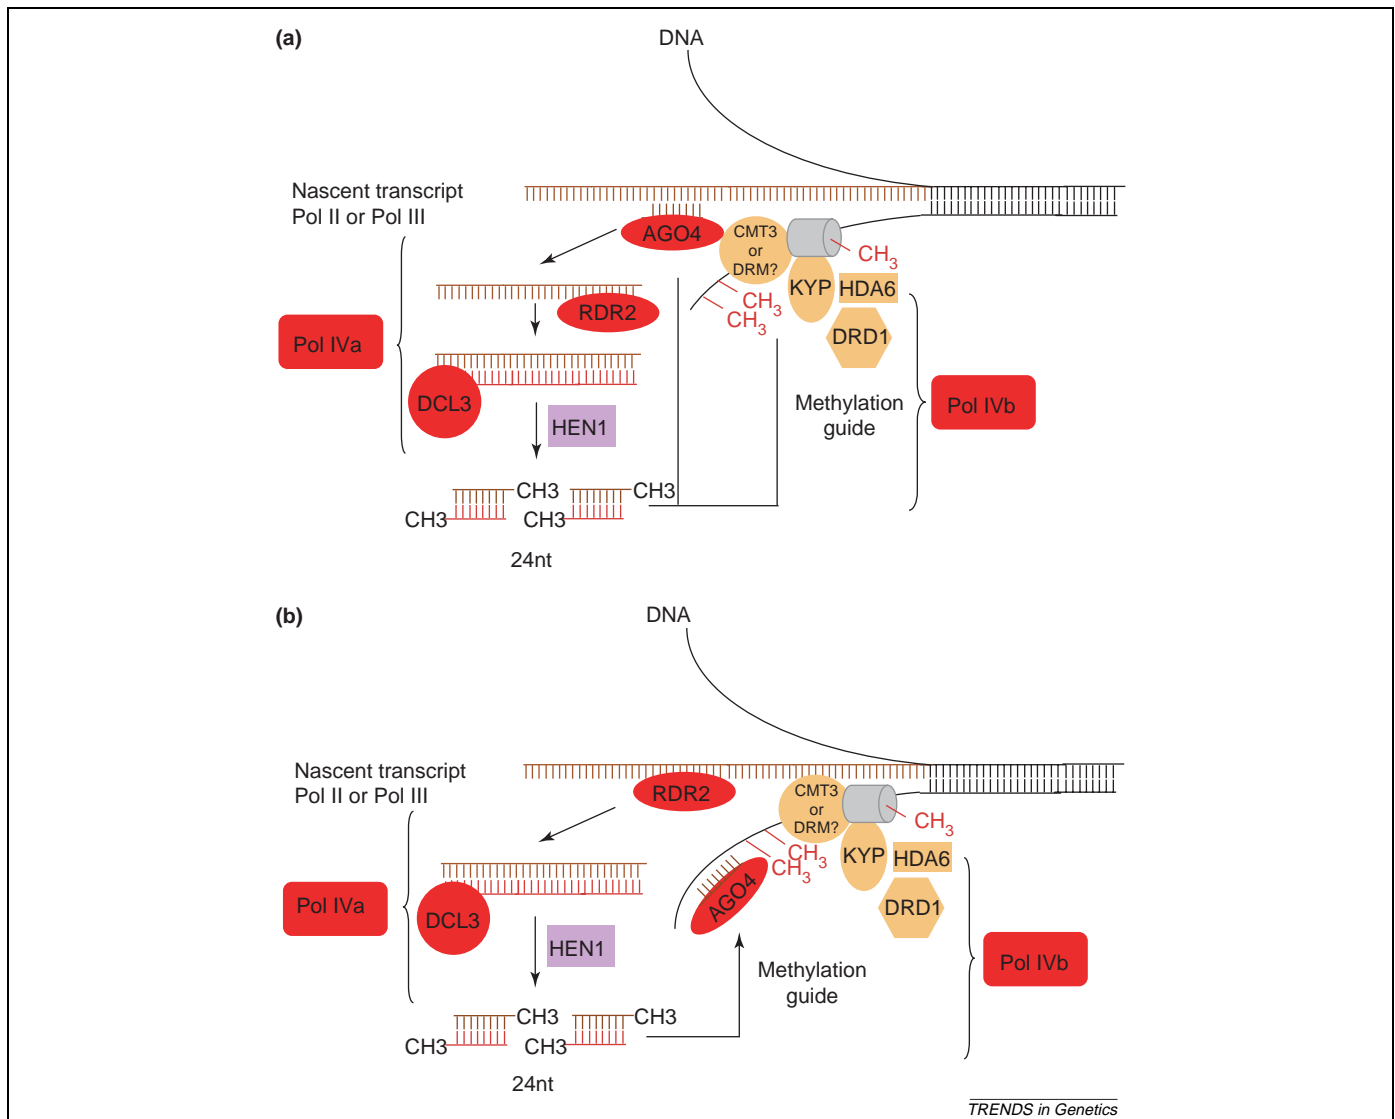 (a)
DNA
Nascent transcript
Pol II or Pol III
AGO4
CMT3
or
DRM?
CH3
KYP
HDA6
CH3
CH3
RDR2
DRD1
Pol IVa
DCL3
HEN1
Methylation
guide
Pol IVb
CH3
CH3
CH3
CH3
24nt
(b)
DNA
Nascent transcript
Pol II or Pol III
RDR2
CMT3
or
DRM?
CH3
KYP
HDA6
CH3
CH3
AGO4
DRD1
Pol IVa
DCL3
HEN1
Methylation
guide
Pol IVb
CH3
CH3
CH3
CH3
24nt
TRENDS in Genetics